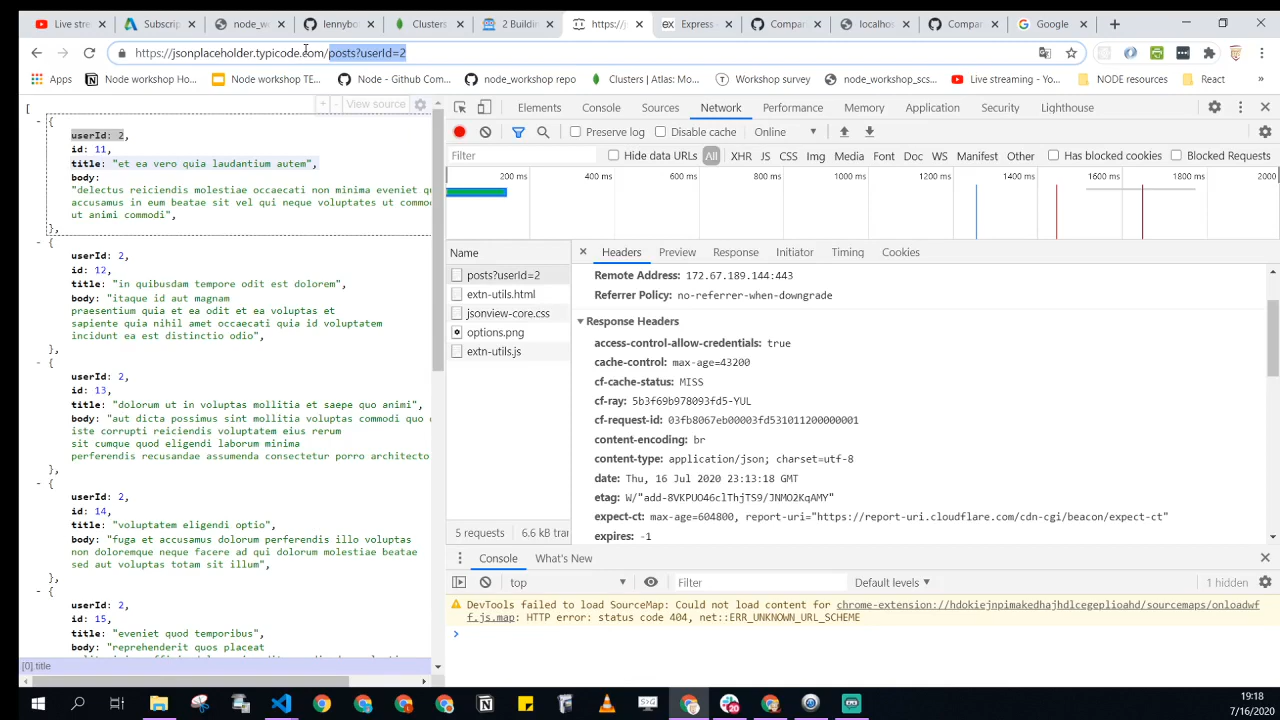 Live stre
Subscrip
node_w
lennybo
Clusters
2 Buildin
https://j
Express -
Compar
localhos
Compar
Google
https://jsonplaceholder.typicode.com/posts?userId=2
Apps
Node workshop Ho...
Node workshop TE...
Node - Github Com...
node_workshop repo
Clusters | Atlas: Mo...
Workshop survey
node_workshop_pcs...
Live streaming - Yo...
NODE resources
React
+
-
View source
[
- {
userId: 2,
id: 11,
title: "et ea vero quia laudantium autem",
body:
"delectus reiciendis molestiae occaecati non minima eveniet qu
accusamus in eum beatae sit vel qui neque voluptates ut commo
ut animi commodi",
},
- {
userId: 2,
id: 12,
title: "in quibusdam tempore odit est dolorem",
body: "itaque id aut magnam
praesentium quia et ea odit et ea voluptas et
sapiente quia nihil amet occaecati quia id voluptatem
incidunt ea est distinctio odio",
},
- {
userId: 2,
id: 13,
title: "dolorum ut in voluptas mollitia et saepe quo animi",
body: "aut dicta possimus sint mollitia voluptas commodi quo
iste corrupti reiciendis voluptatem eius rerum
sit cumque quod eligendi laborum minima
perferendis recusandae assumenda consectetur porro architecto
},
- {
userId: 2,
id: 14,
title: "voluptatem eligendi optio",
body: "fuga et accusamus dolorum perferendis illo voluptas
non doloremque neque facere ad qui dolorum molestiae beatae
sed aut voluptas totam sit illum",
},
- {
userId: 2,
id: 15,
title: "eveniet quod temporibus",
body: "reprehenderit quos placeat
[0].title
Elements
Console
Sources
Network
Performance
Memory
Application
Security
Lighthouse
Preserve log
Disable cache
Online
Filter
Hide data URLs
All
XHR
JS
CSS
Img
Media
Font
Doc
WS
Manifest
Other
Has blocked cookies
Blocked Requests
200 ms
400 ms
600 ms
800 ms
1000 ms
1200 ms
1400 ms
1600 ms
1800 ms
2000
Name
posts?userId=2
extn-utils.html
jsonview-core.css
options.png
extn-utils.js
5 requests
6.6 kB tran
Headers
Preview
Response
Initiator
Timing
Cookies
Remote Address: 172.67.189.144:443
Referrer Policy: no-referrer-when-downgrade
Response Headers
access-control-allow-credentials: true
cache-control: max-age=43200
cf-cache-status: MISS
cf-ray: 5b3f69b978093fd5-YUL
cf-request-id: 03fb8067eb00003fd531011200000001
content-encoding: br
content-type: application/json; charset=utf-8
date: Thu, 16 Jul 2020 23:13:18 GMT
etag: W/"add-8VKPUO46clThjTS9/JNMO2KqAMY"
expect-ct: max-age=604800, report-uri="https://report-uri.cloudflare.com/cdn-cgi/beacon/expect-ct"
expires: -1
Console
What's New
top
Filter
Default levels
1 hidden
DevTools failed to load SourceMap: Could not load content for chrome-extension://hdokiejnpimakedhajhdlcegeplioahd/sourcemaps/onloadwf
f.js.map: HTTP error: status code 404, net::ERR_UNKNOWN_URL_SCHEME
19:18
7/16/2020